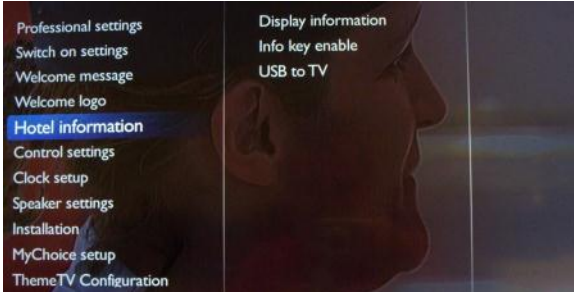 Professional settings
Switch on settings
Welcome message
Welcome logo
Hotel information
Control settings
Clock setup
Speaker settings
Installation
MyChoice setup
ThemeTV Configuration
Display information
Info key enable
USB to TV